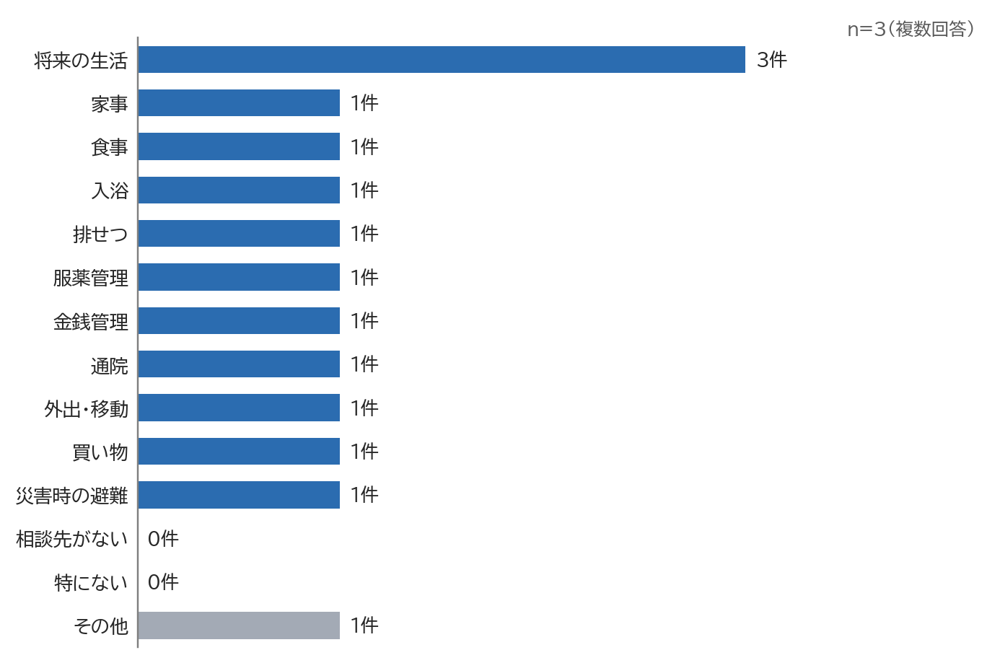 n=3(複数回答)
将来の生活 3件
家事 1件
食事 1件
入浴 1件
排せつ 1件
服薬管理 1件
金銭管理 1件
通院 1件
外出・移動 1件
買い物 1件
災害時の避難 1件
相談先がない 0件
特にない 0件
その他 1件